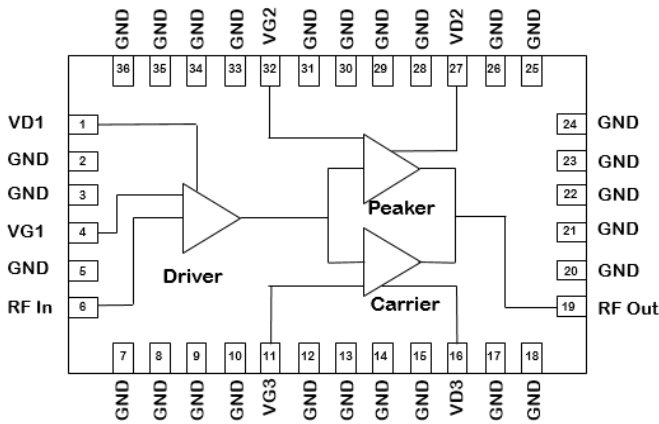 GND GND GND GND VG2 GND GND GND GND VD2 GND GND
36 35 34 33 32 31 30 29 28 27 26 25
VD1 1
GND 2
GND 3
VG1 4
GND 5
RF In 6
24 GND
23 GND
22 GND
21 GND
20 GND
19 RF Out
Peaker
Driver
Carrier
7 8 9 10 11 12 13 14 15 16 17 18
GND GND GND GND VG3 GND GND GND GND VD3 GND GND